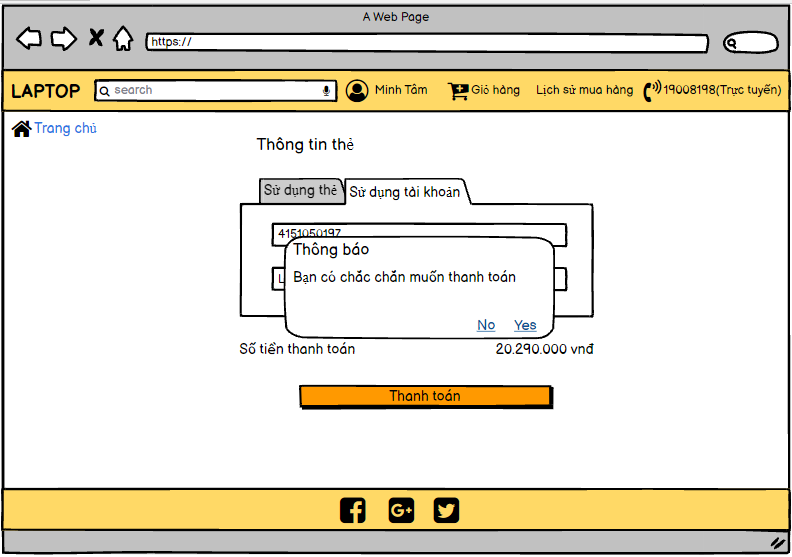 A Web Page
https://
LAPTOP search Minh Tâm Giỏ hàng Lịch sử mua hàng 19008198(Trực tuyến)
Trang chủ
Thông tin thẻ
Sử dụng thẻ Sử dụng tài khoản
4151050197
Thông báo
Bạn có chắc chắn muốn thanh toán
No Yes
Số tiền thanh toán 20.290.000 vnđ
Thanh toán